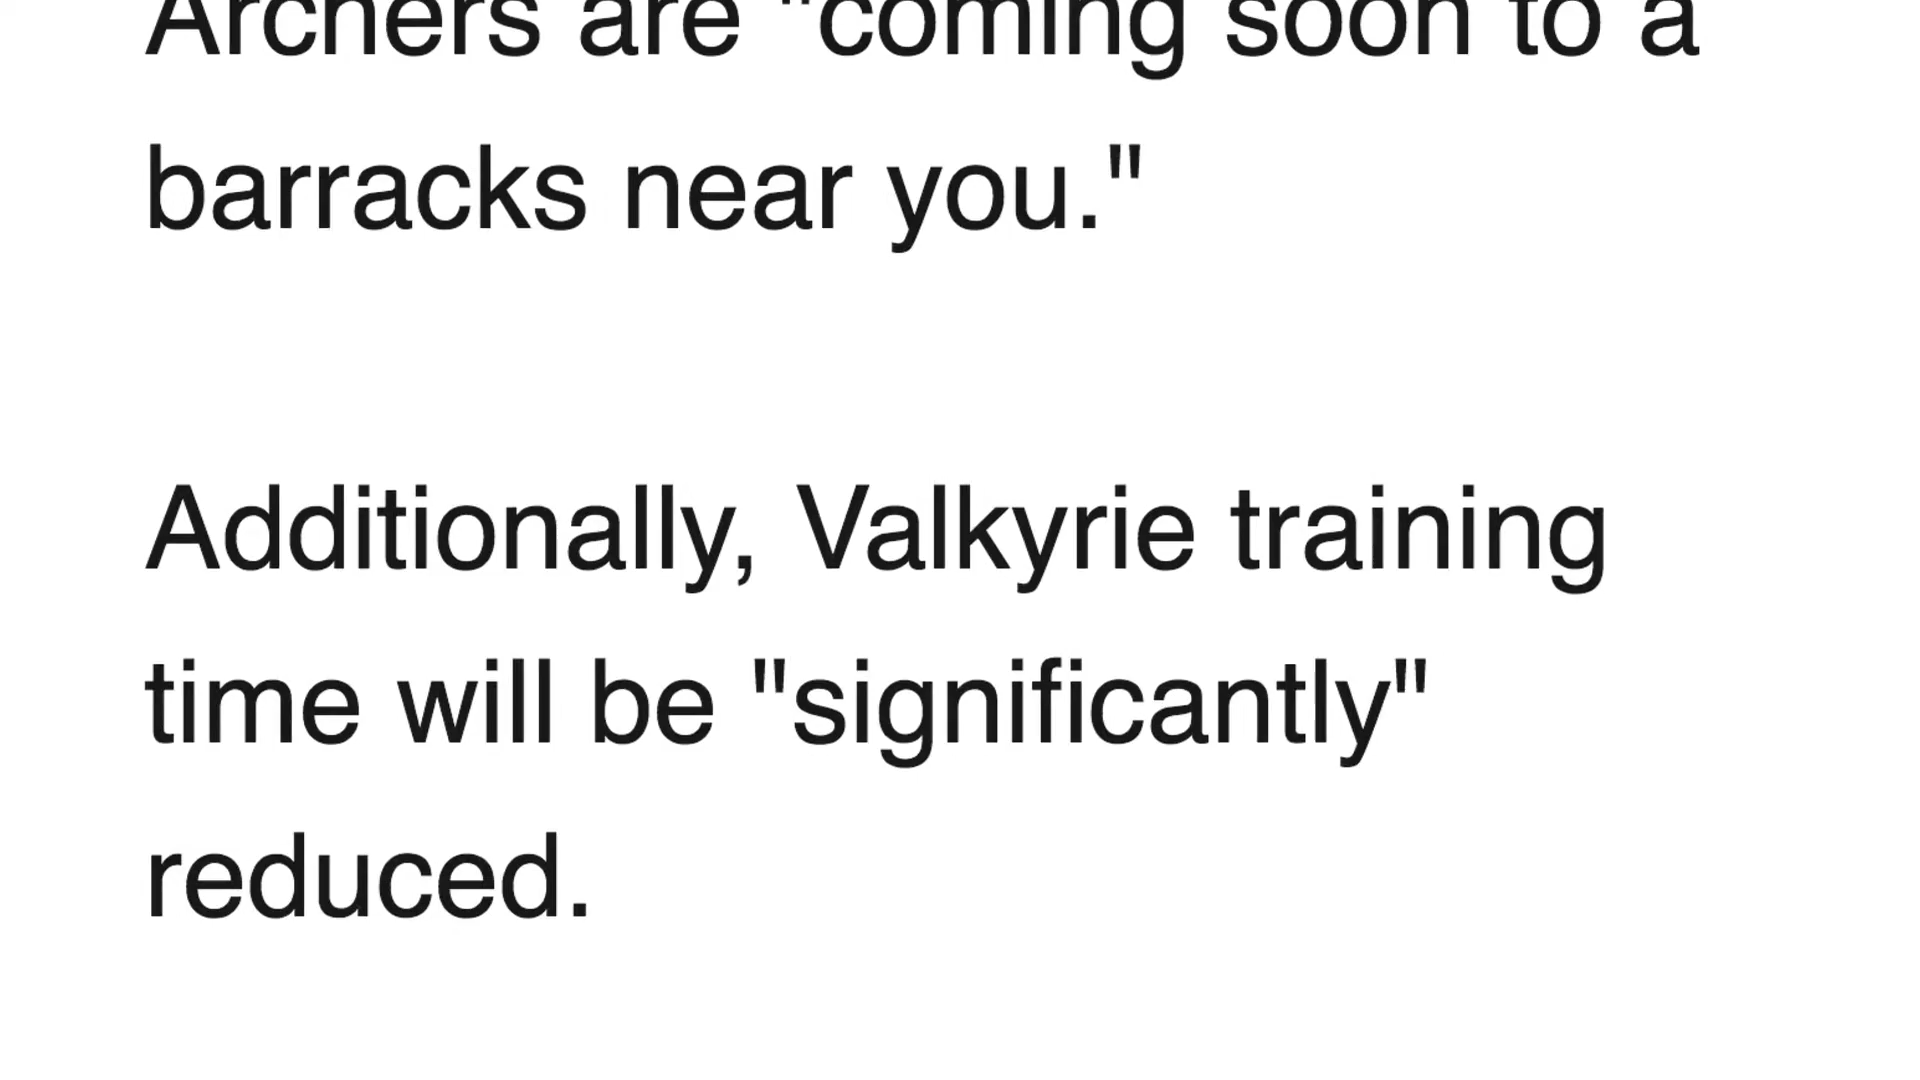 Archers are "coming soon to a
barracks near you."
Additionally, Valkyrie training
time will be "significantly"
reduced.